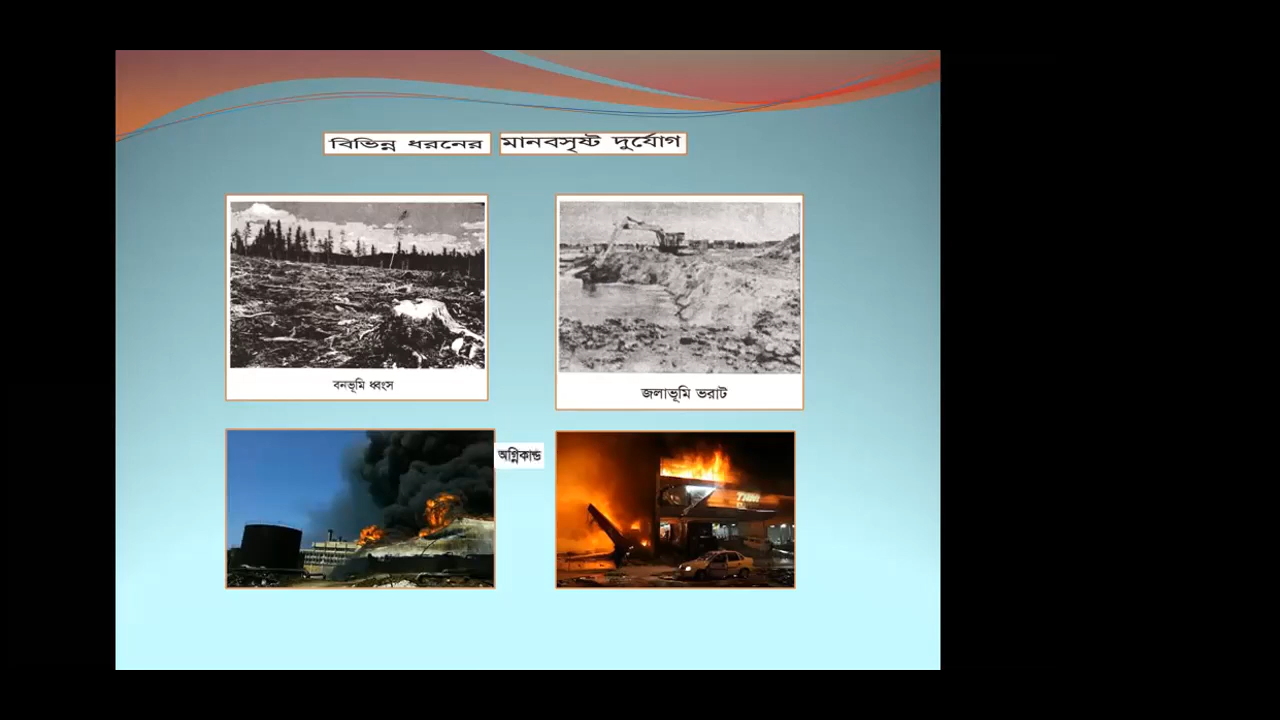 বিভিন্ন ধরনের মানবসৃষ্ট দুর্যোগ
বনভূমি ধ্বংস
জলাভূমি ভরাট
অগ্নিকান্ড